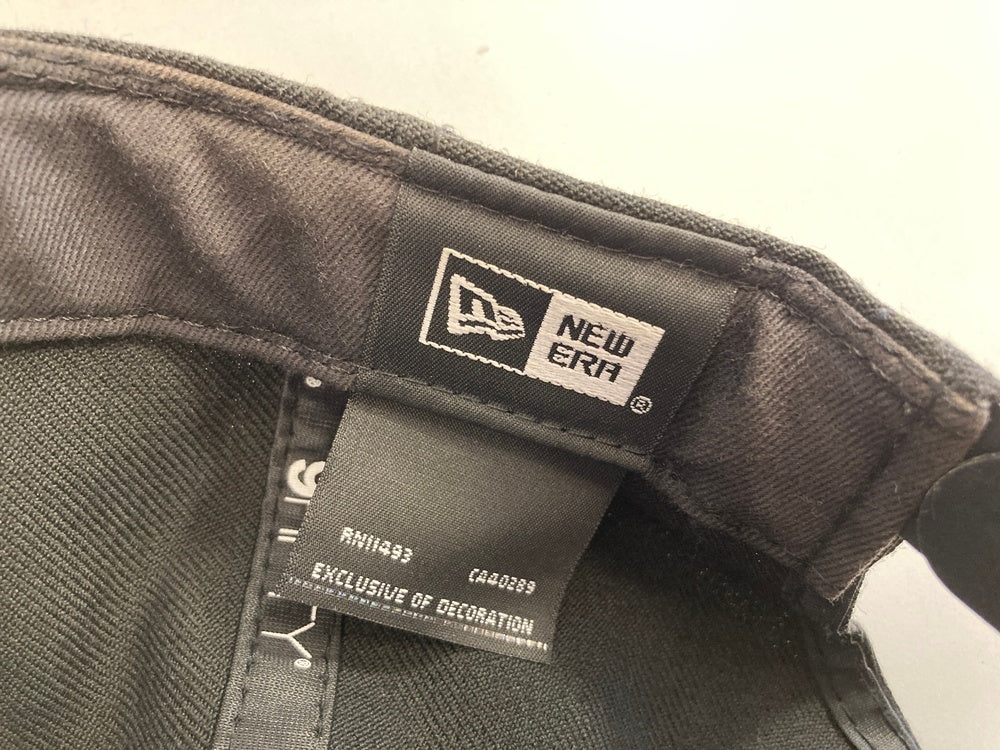 NEW
ERA
®
RN11493
CA40289
EXCLUSIVE OF DECORATION